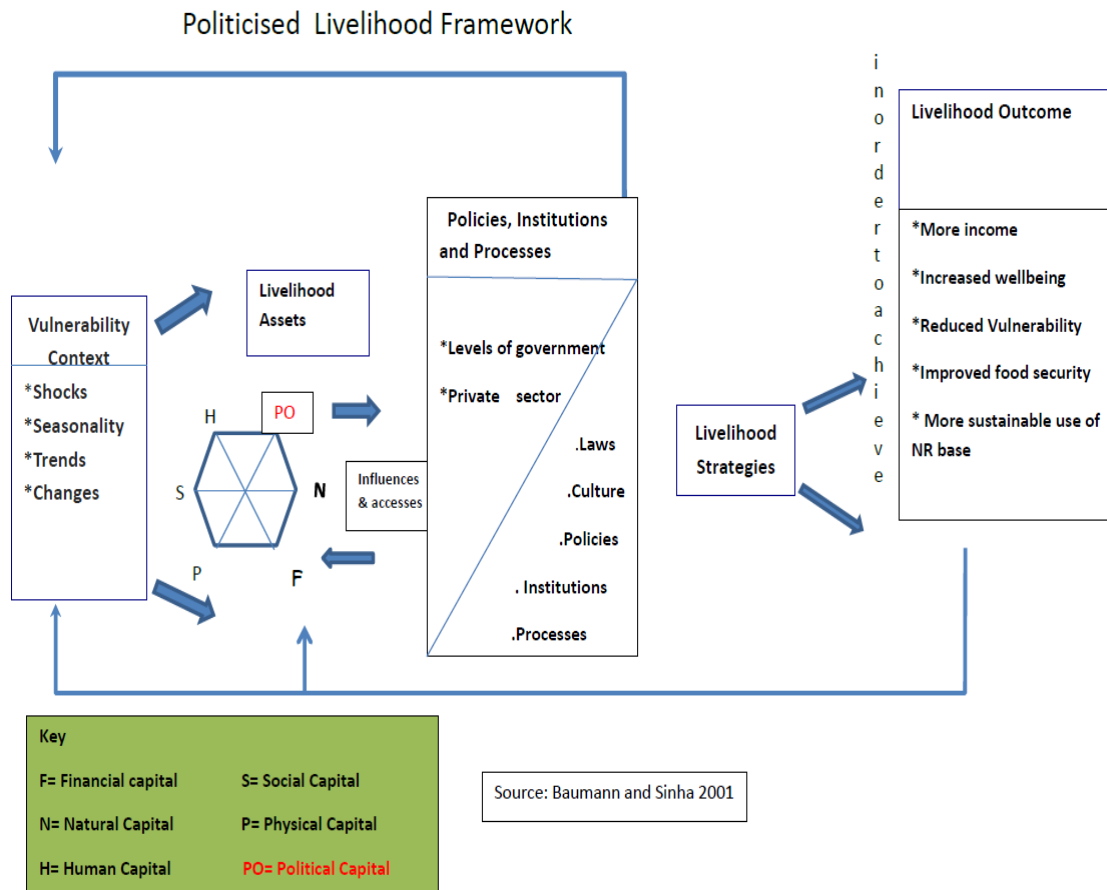 Politicised Livelihood Framework
inordertoachieve
Livelihood Outcome
*More income
*Increased wellbeing
*Reduced Vulnerability
*Improved food security
* More sustainable use of
NR base
Policies, Institutions
and Processes
*Levels of government
*Private sector
.Laws
.Culture
.Policies
. Institutions
.Processes
Livelihood
Assets
Vulnerability
Context
*Shocks
*Seasonality
*Trends
*Changes
H
PO
S
N
P
F
Influences
& accesses
Livelihood
Strategies
Key
F= Financial capital S= Social Capital
N= Natural Capital P= Physical Capital
H= Human Capital PO= Political Capital
Source: Baumann and Sinha 2001